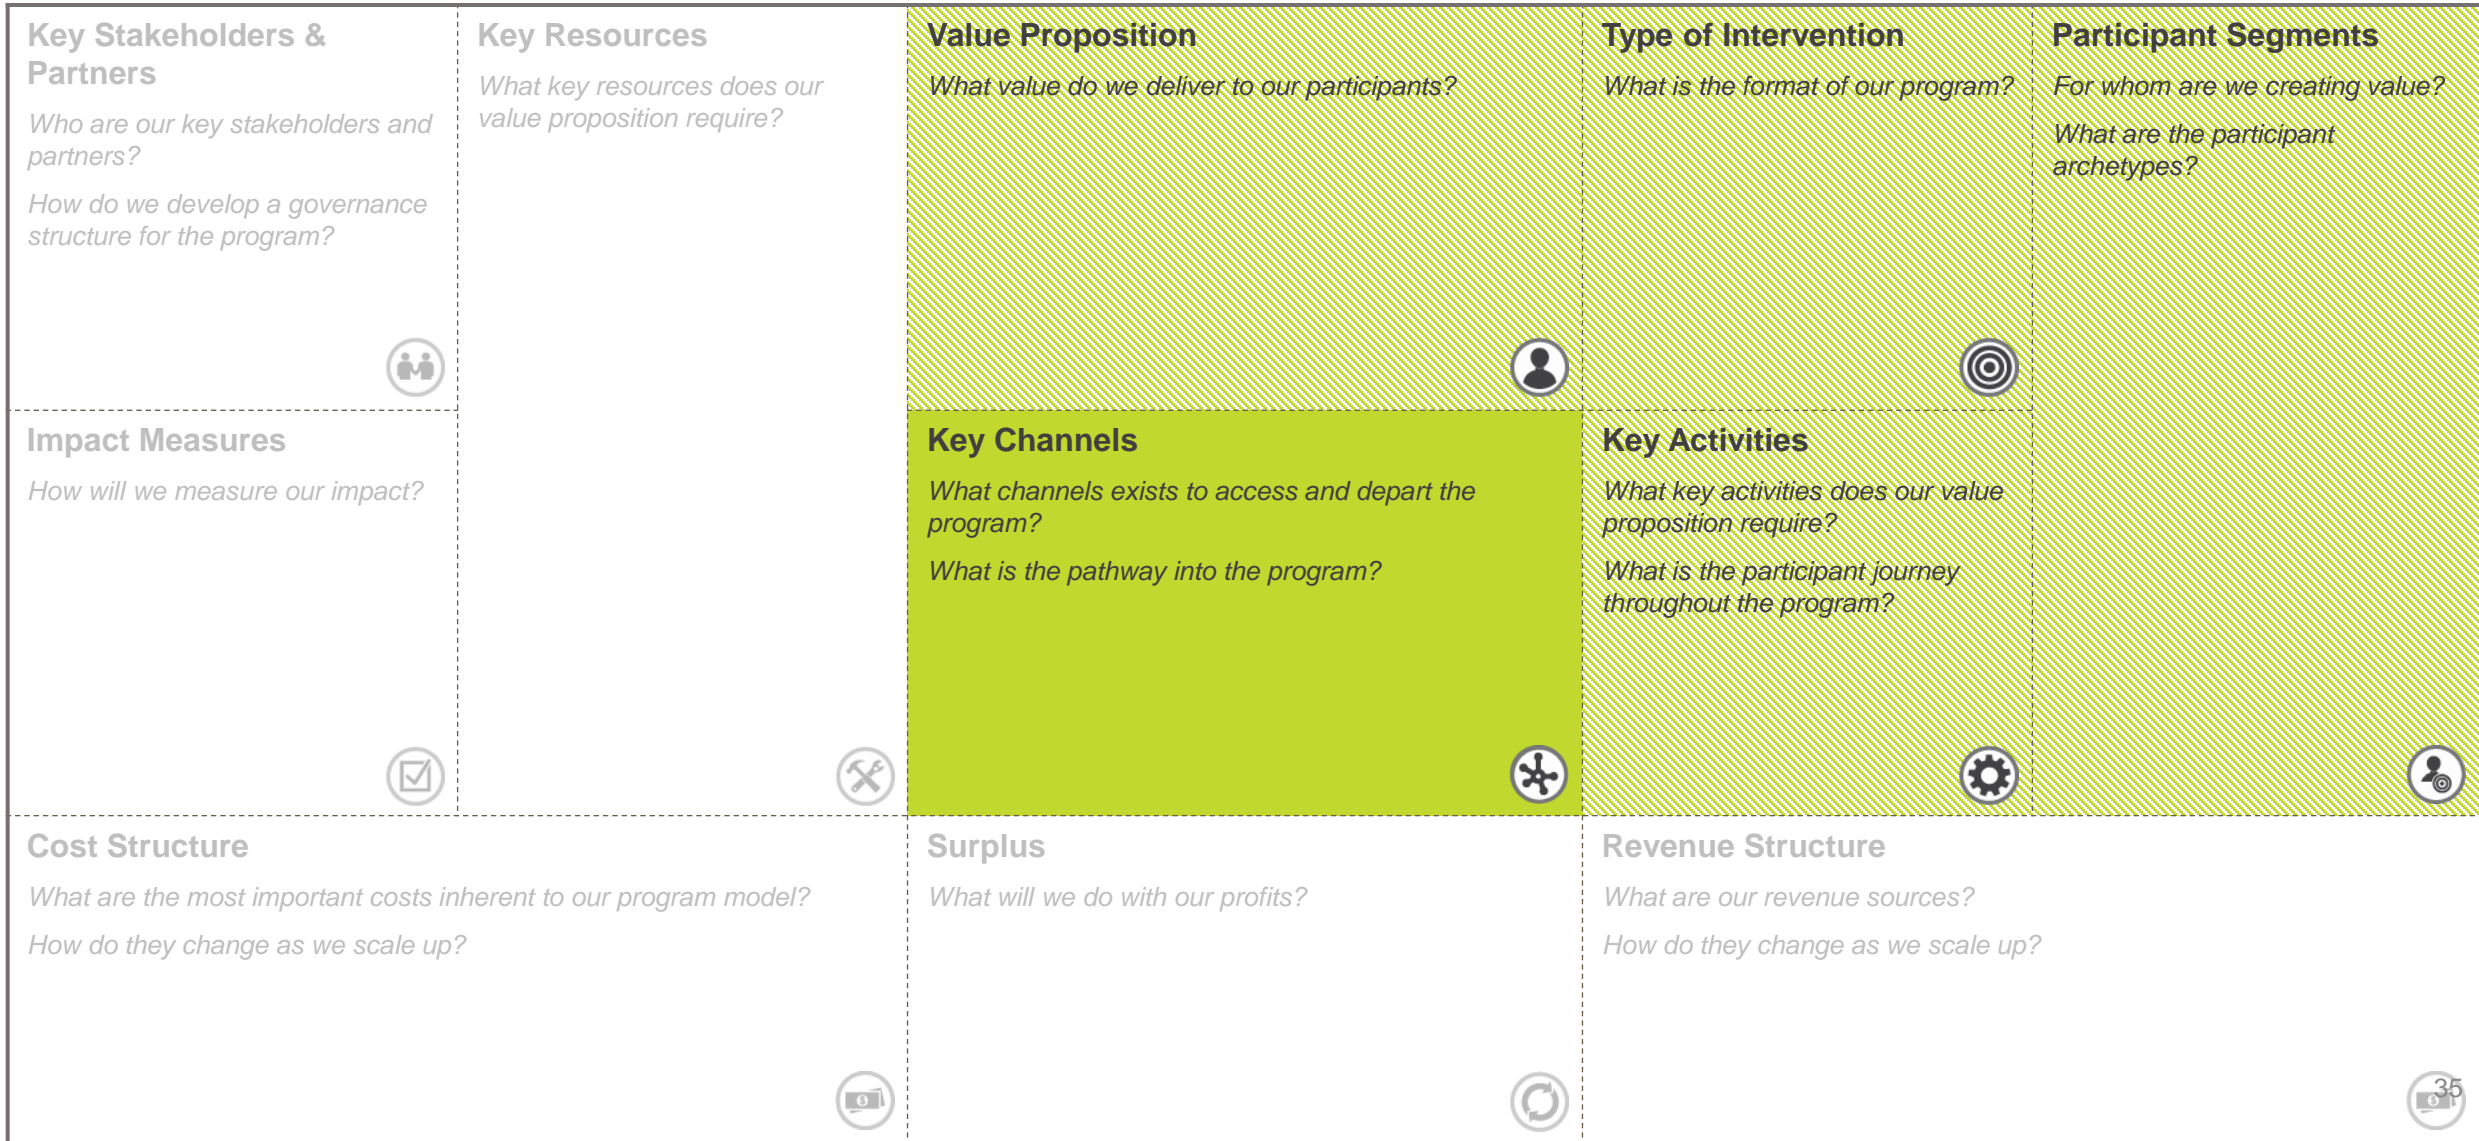 Key Stakeholders &
Partners
Who are our key stakeholders and
partners?
How do we develop a governance
structure for the program?
Key Resources
What key resources does our
value proposition require?
Value Proposition
What value do we deliver to our participants?
Type of Intervention
What is the format of our program?
Participant Segments
For whom are we creating value?
What are the participant
archetypes?
Impact Measures
How will we measure our impact?
Key Channels
What channels exists to access and depart the
program?
What is the pathway into the program?
Key Activities
What key activities does our value
proposition require?
What is the participant journey
throughout the program?
Cost Structure
What are the most important costs inherent to our program model?
How do they change as we scale up?
Surplus
What will we do with our profits?
Revenue Structure
What are our revenue sources?
How do they change as we scale up?
35